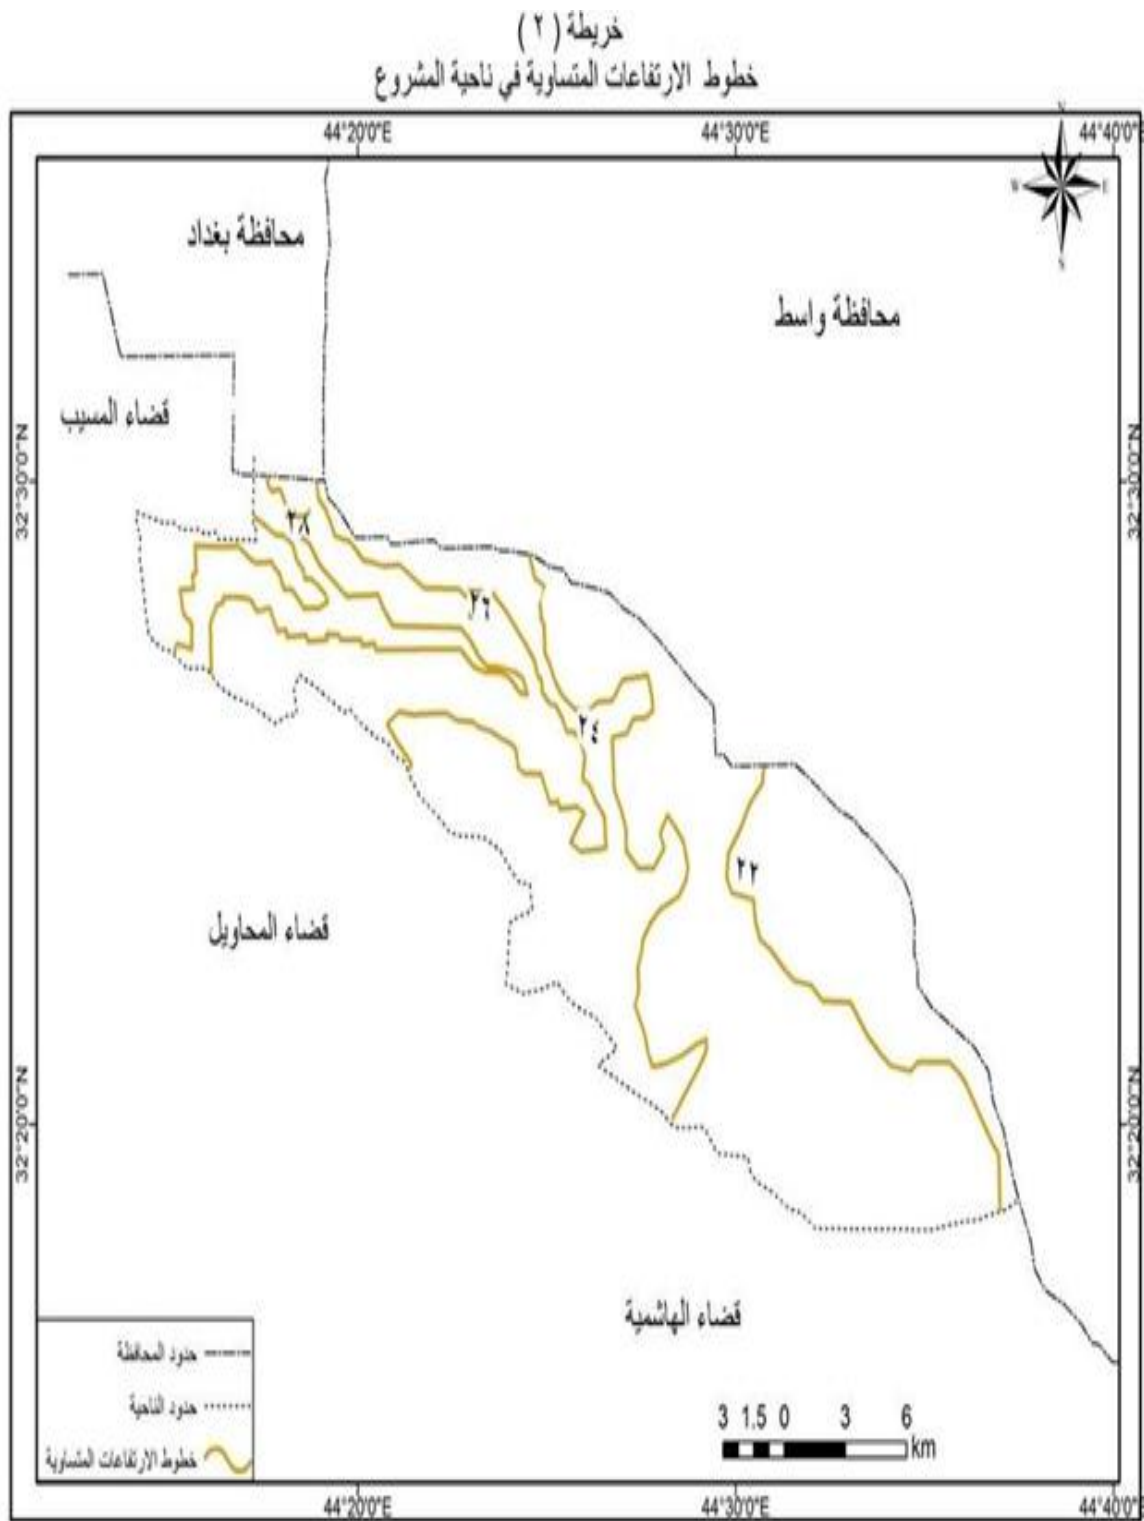 خريطة ( ٢ )
خطوط الارتفاعات المتساوية في ناحية المشروع
44°20'0"E 44°30'0"E 44°40'0"E
N
W E
S
محافظة بغداد
محافظة واسط
قضاء المسيب
32°30'0"N 32°30'0"N
٢٨
٢٦
٢٤
٢٢
قضاء المحاويل
32°20'0"N 32°20'0"N
قضاء الهاشمية
حدود المحافظة
حدود الناحية
خطوط الارتفاعات المتساوية
3 1.5 0 3 6
km
44°20'0"E 44°30'0"E 44°40'0"E